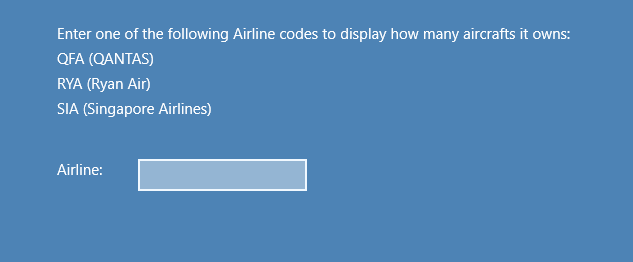 Enter one of the following Airline codes to display how many aircrafts it owns:
QFA (QANTAS)
RYA (Ryan Air)
SIA (Singapore Airlines)
Airline: